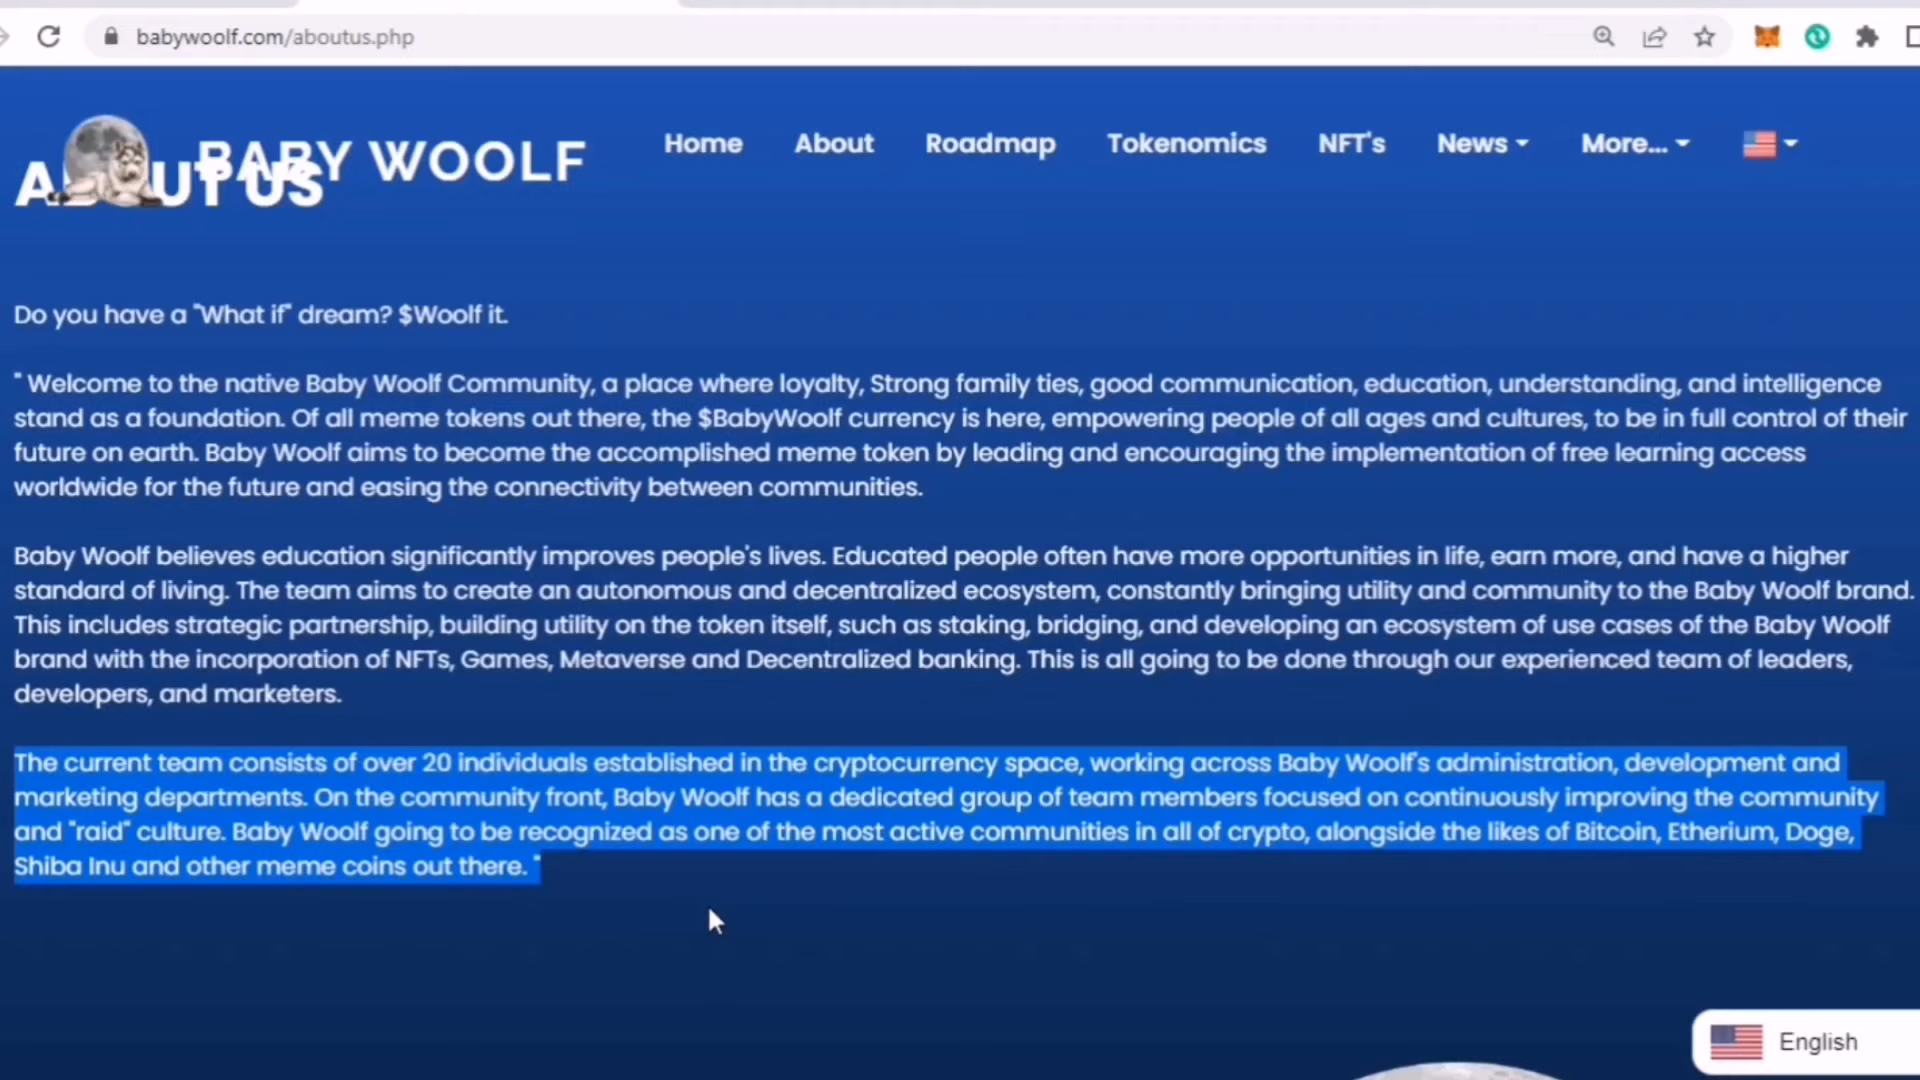 babywoolf.com/aboutus.php
BABY WOOLF
Home About Roadmap Tokenomics NFT's News More...
ABOUT US
Do you have a "What if" dream? $Woolf it.
" Welcome to the native Baby Woolf Community, a place where loyalty, Strong family ties, good communication, education, understanding, and intelligence
stand as a foundation. Of all meme tokens out there, the $BabyWoolf currency is here, empowering people of all ages and cultures, to be in full control of their
future on earth. Baby Woolf aims to become the accomplished meme token by leading and encouraging the implementation of free learning access
worldwide for the future and easing the connectivity between communities.
Baby Woolf believes education significantly improves people's lives. Educated people often have more opportunities in life, earn more, and have a higher
standard of living. The team aims to create an autonomous and decentralized ecosystem, constantly bringing utility and community to the Baby Woolf brand.
This includes strategic partnership, building utility on the token itself, such as staking, bridging, and developing an ecosystem of use cases of the Baby Woolf
brand with the incorporation of NFTs, Games, Metaverse and Decentralized banking. This is all going to be done through our experienced team of leaders,
developers, and marketers.
The current team consists of over 20 individuals established in the cryptocurrency space, working across Baby Woolf's administration, development and
marketing departments. On the community front, Baby Woolf has a dedicated group of team members focused on continuously improving the community
and "raid" culture. Baby Woolf going to be recognized as one of the most active communities in all of crypto, alongside the likes of Bitcoin, Etherium, Doge,
Shiba Inu and other meme coins out there. "
English